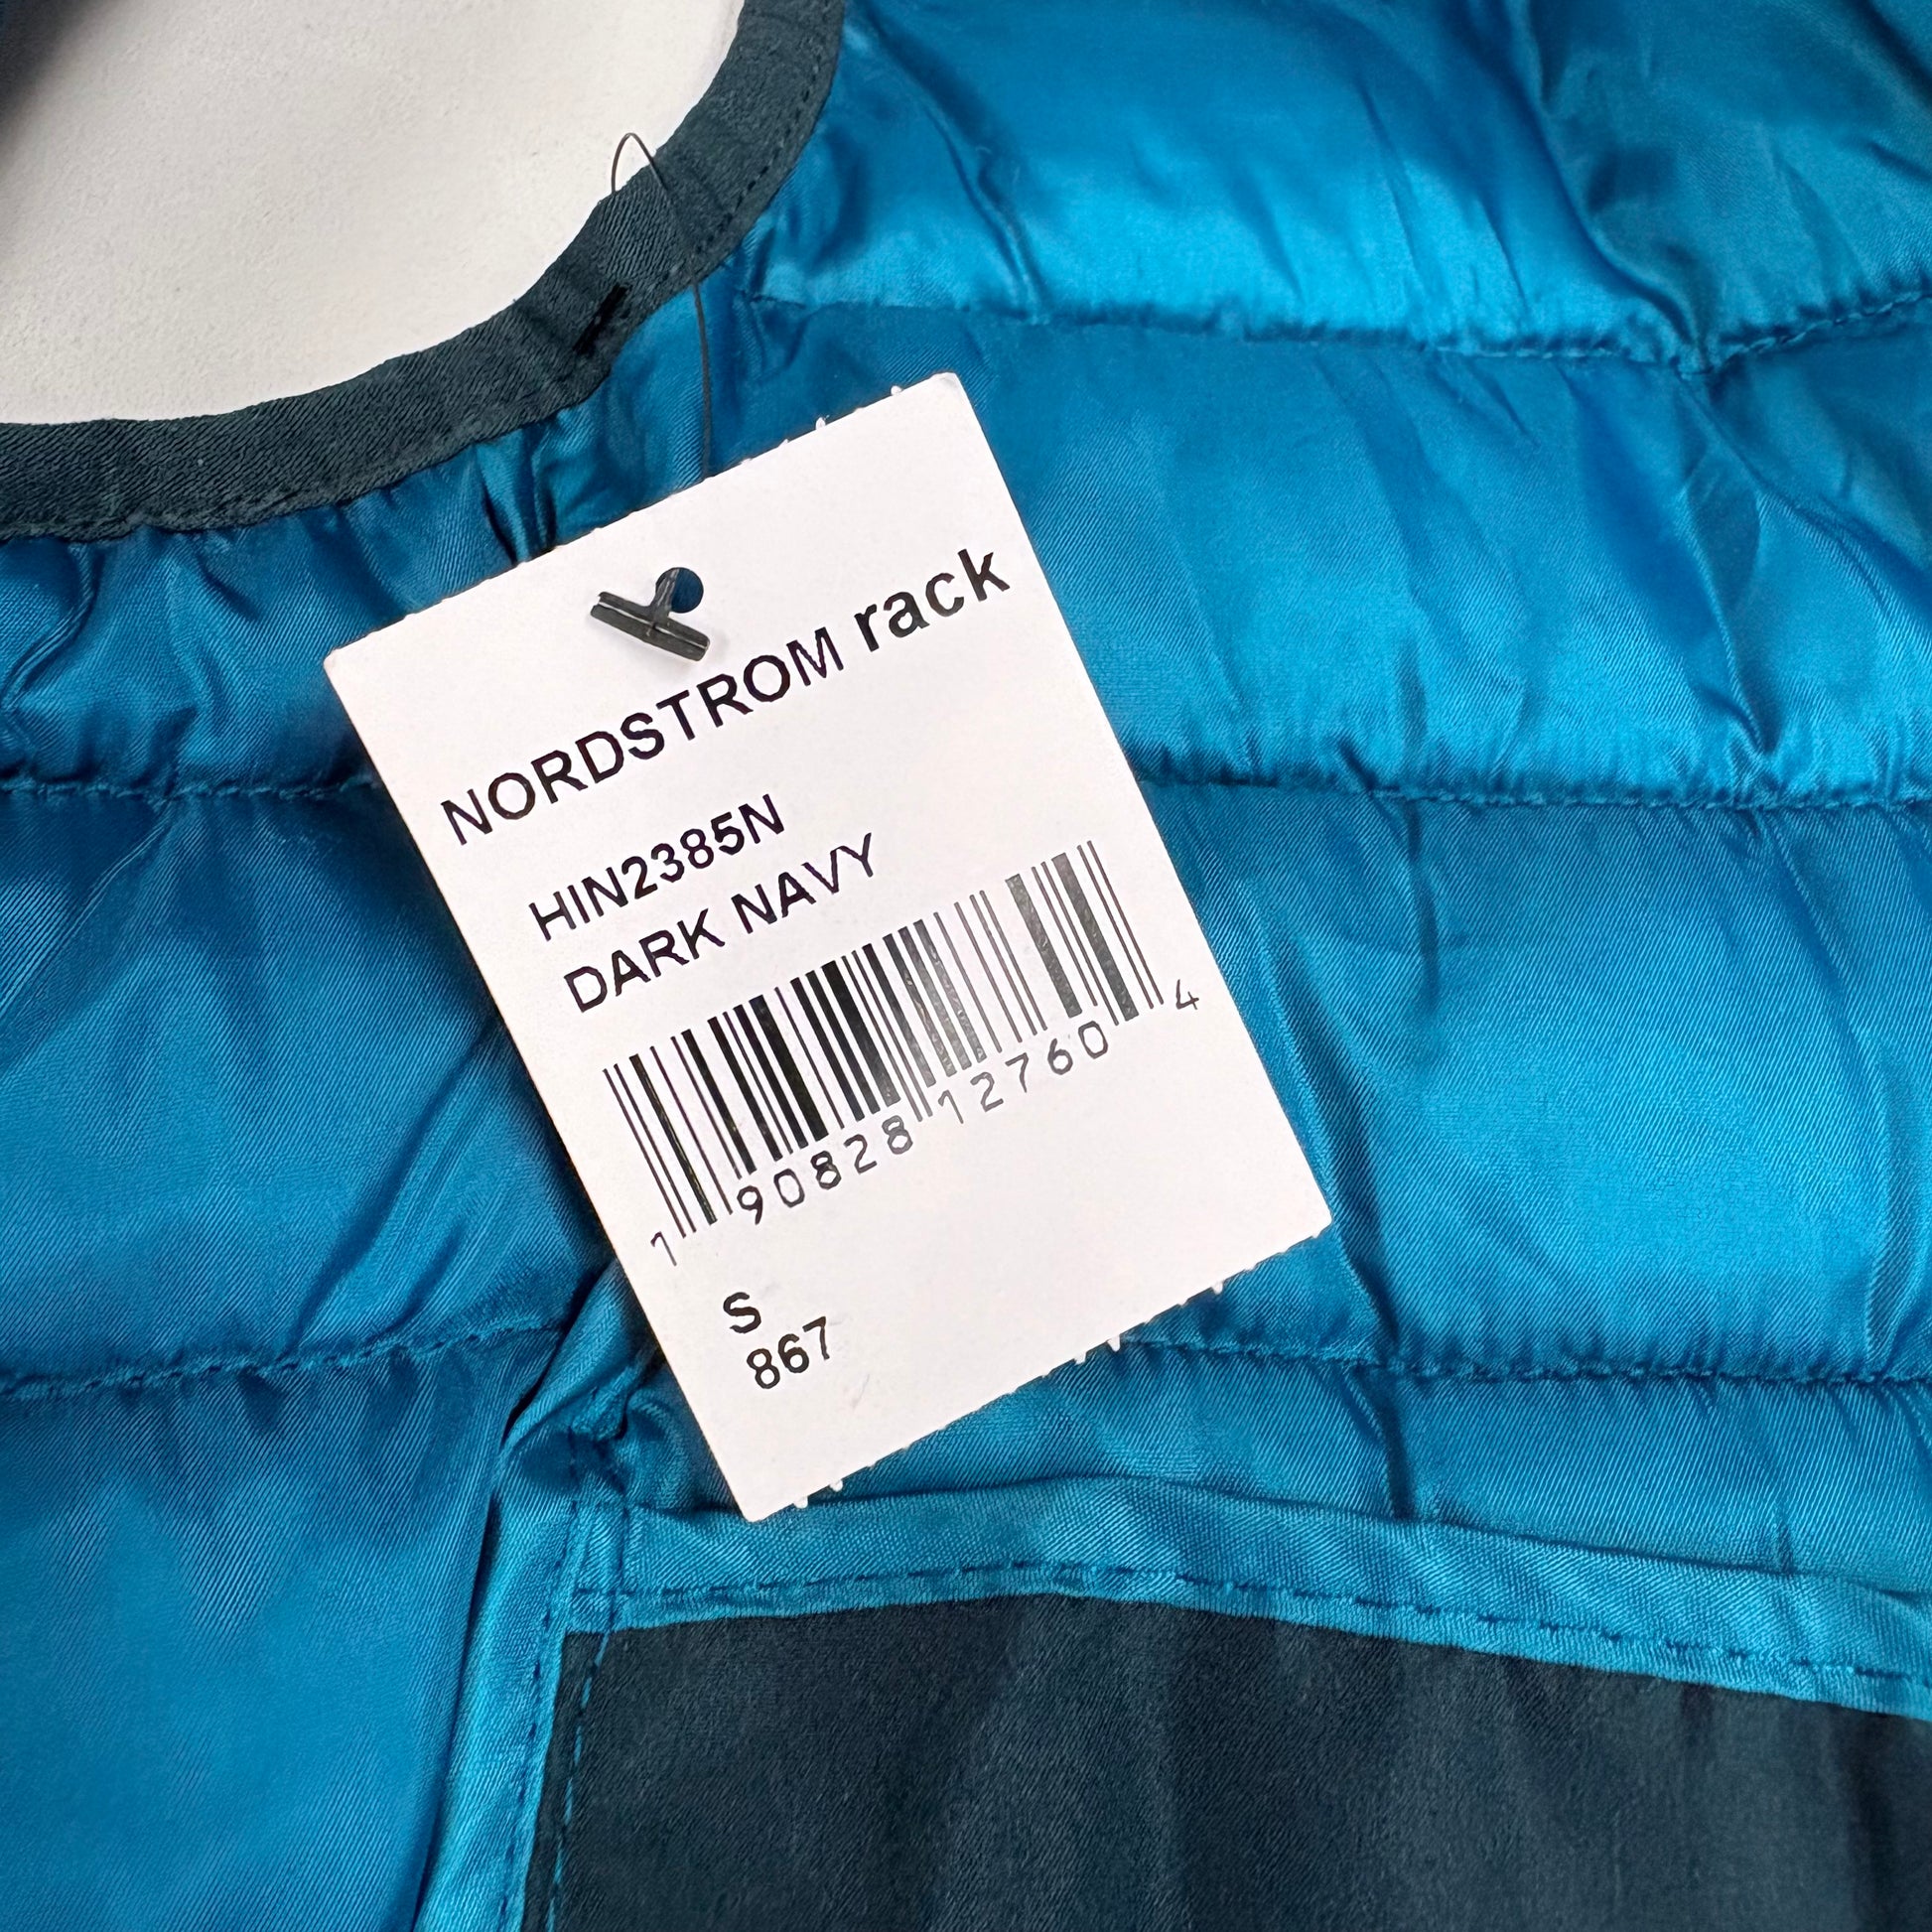 NORDSTROM rack
HIN2385N
DARK NAVY
1 90828 12760 4
S
867